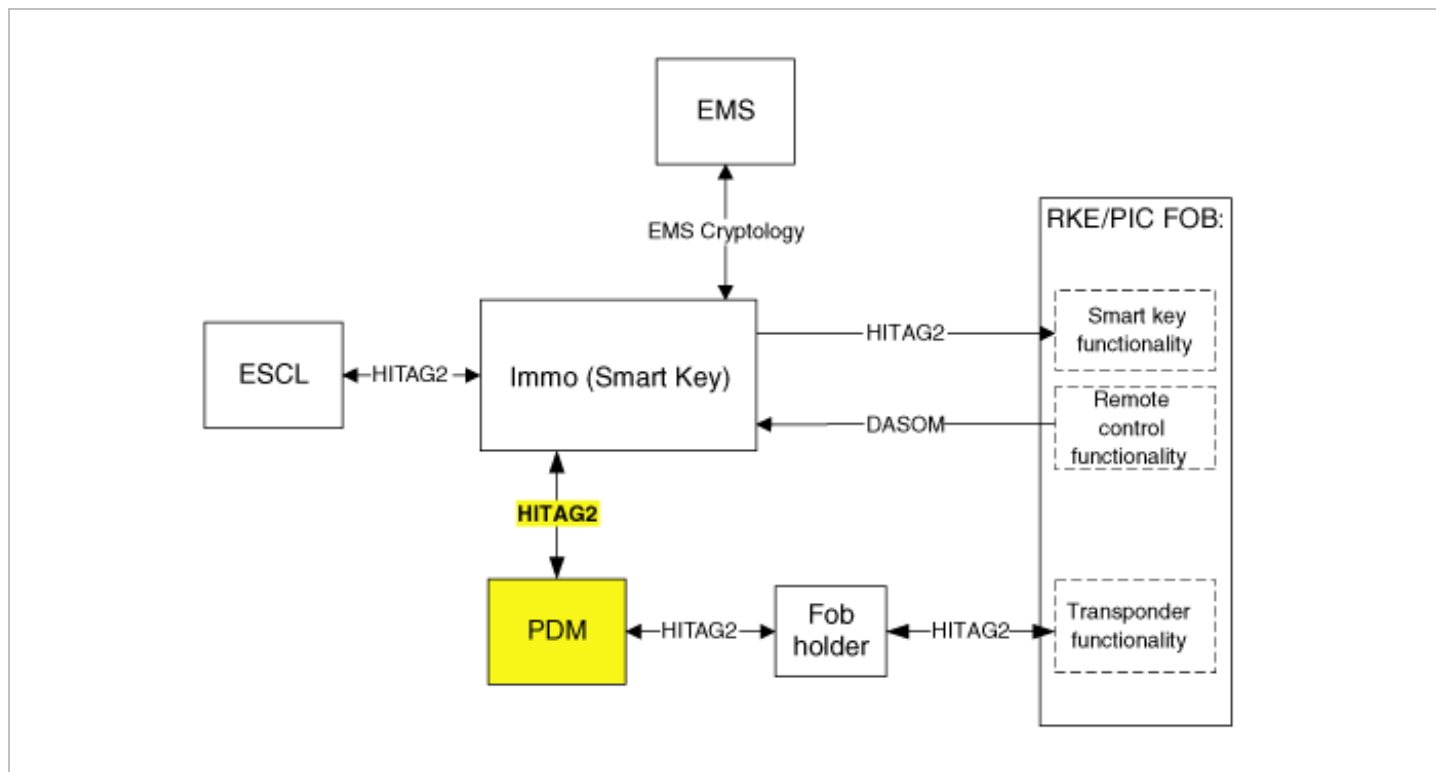 EMS
EMS Cryptology
RKE/PIC FOB:
Smart key
functionality
HITAG2
ESCL
HITAG2
Immo (Smart Key)
Remote
control
functionality
DASOM
HITAG2
PDM
HITAG2
Fob
holder
HITAG2
Transponder
functionality